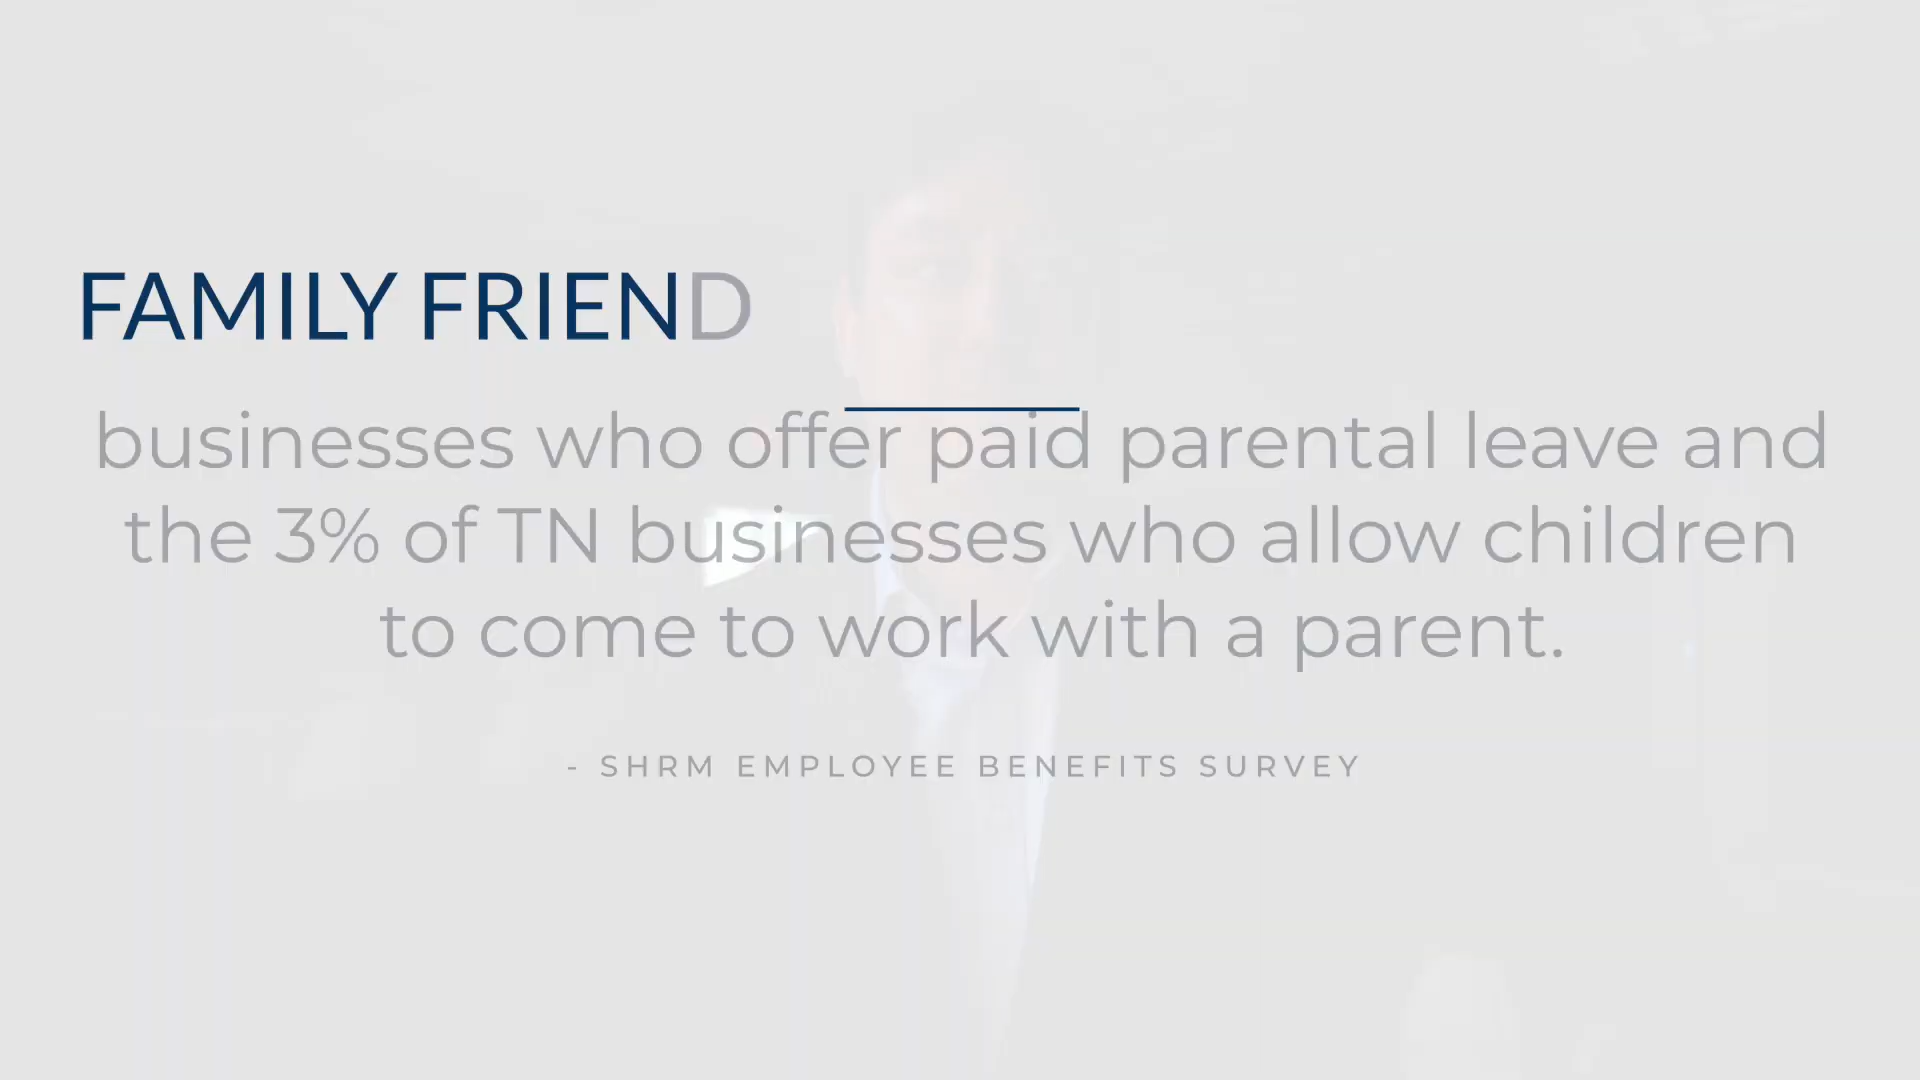 FAMILY FRIEND
businesses who offer paid parental leave and
the 3% of TN businesses who allow children
to come to work with a parent.
- SHRM EMPLOYEE BENEFITS SURVEY